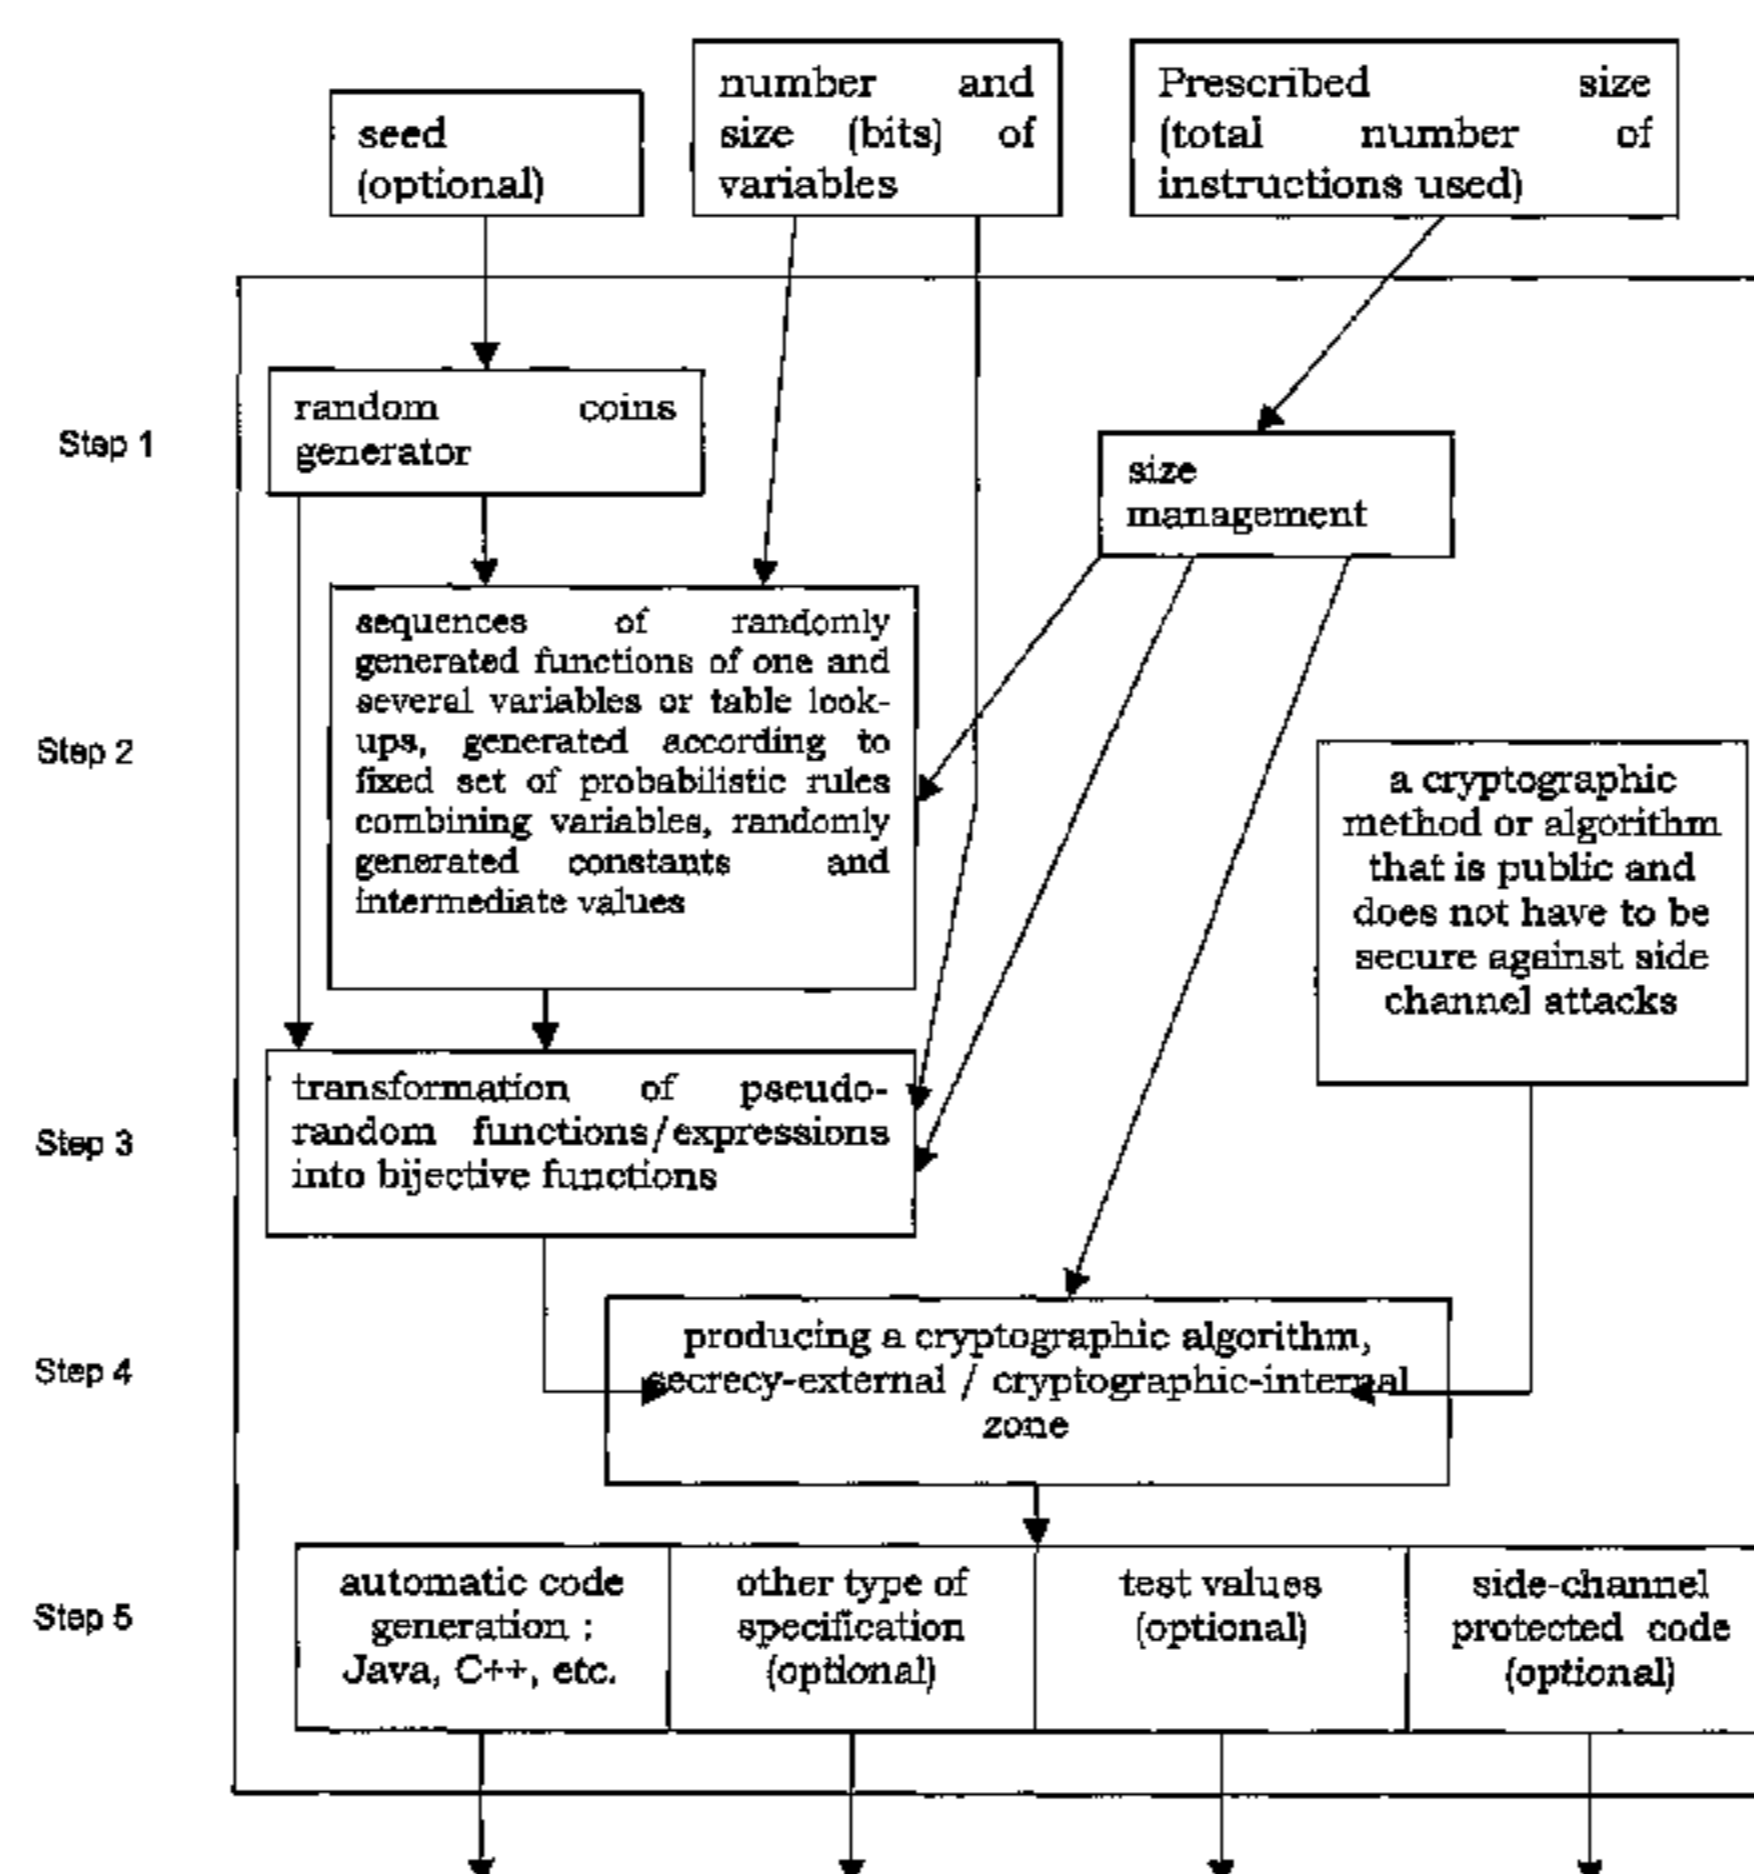 seed
(optional)
number and
size (bits) of
variables
Prescribed size
(total number of
instructions used)
Step 1
random coins
generator
size
management
Step 2
sequences of randomly
generated functions of one and
several variables or table look-
ups, generated according to
fixed set of probabilistic rules
combining variables, randomly
generated constants and
intermediate values
a cryptographic
method or algorithm
that is public and
does not have to be
secure against side
channel attacks
Step 3
transformation of pseudo-
random functions/expressions
into bijective functions
Step 4
producing a cryptographic algorithm,
secrecy-external / cryptographic-internal
zone
Step 5
automatic code
generation :
Java, C++, etc.
other type of
specification
(optional)
test values
(optional)
side-channel
protected code
(optional)